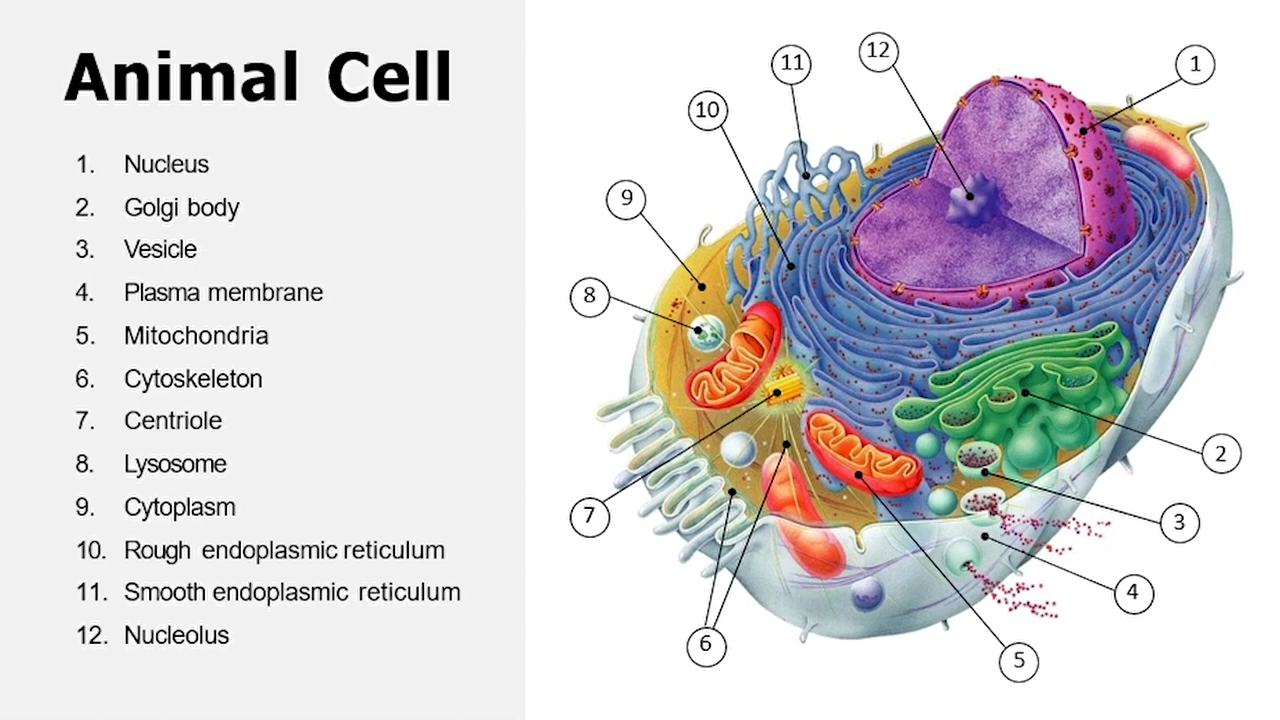 Animal Cell
1. Nucleus
2. Golgi body
3. Vesicle
4. Plasma membrane
5. Mitochondria
6. Cytoskeleton
7. Centriole
8. Lysosome
9. Cytoplasm
10. Rough endoplasmic reticulum
11. Smooth endoplasmic reticulum
12. Nucleolus
12
11
1
10
9
8
2
7
3
4
6
5